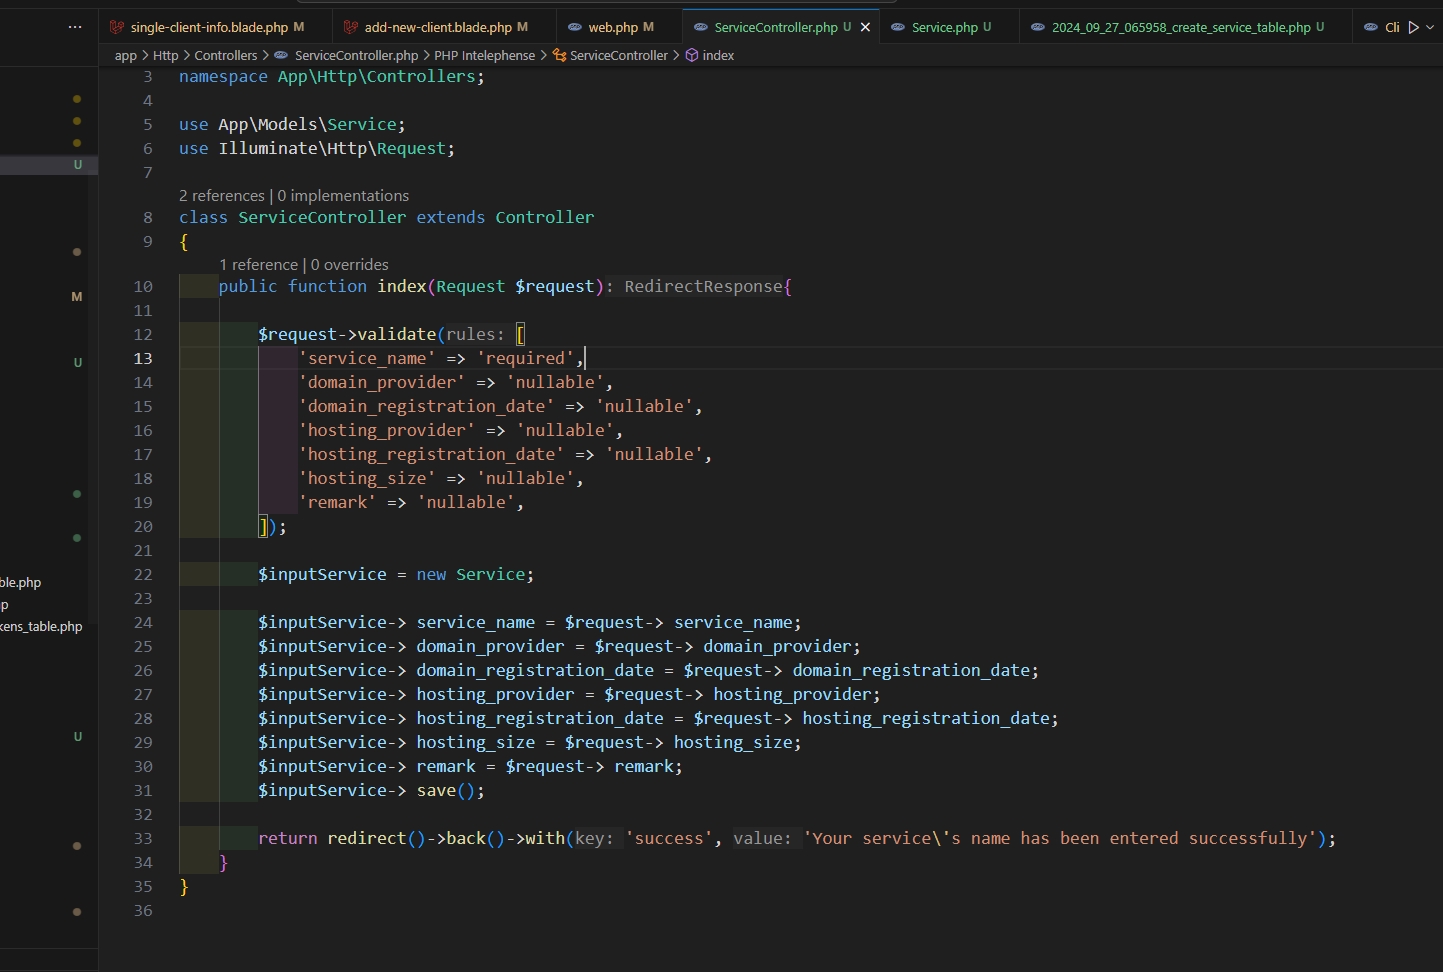 ... single-client-info.blade.php M add-new-client.blade.php M web.php M ServiceController.php U Service.php U 2024_09_27_065958_create_service_table.php U Cli
app > Http > Controllers > ServiceController.php > PHP Intelephense > ServiceController > index
3 namespace App\Http\Controllers;
4
5 use App\Models\Service;
6 use Illuminate\Http\Request;
7
2 references | 0 implementations
8 class ServiceController extends Controller
9 {
1 reference | 0 overrides
10 public function index(Request $request): RedirectResponse{
11
12 $request->validate(rules: [
13 'service_name' => 'required',
14 'domain_provider' => 'nullable',
15 'domain_registration_date' => 'nullable',
16 'hosting_provider' => 'nullable',
17 'hosting_registration_date' => 'nullable',
18 'hosting_size' => 'nullable',
19 'remark' => 'nullable',
20 ]);
21
22 $inputService = new Service;
23
24 $inputService-> service_name = $request-> service_name;
25 $inputService-> domain_provider = $request-> domain_provider;
26 $inputService-> domain_registration_date = $request-> domain_registration_date;
27 $inputService-> hosting_provider = $request-> hosting_provider;
28 $inputService-> hosting_registration_date = $request-> hosting_registration_date;
29 $inputService-> hosting_size = $request-> hosting_size;
30 $inputService-> remark = $request-> remark;
31 $inputService-> save();
32
33 return redirect()->back()->with(key: 'success', value: 'Your service\'s name has been entered successfully');
34 }
35 }
36
U
M
U
ble.php
p
kens_table.php
U